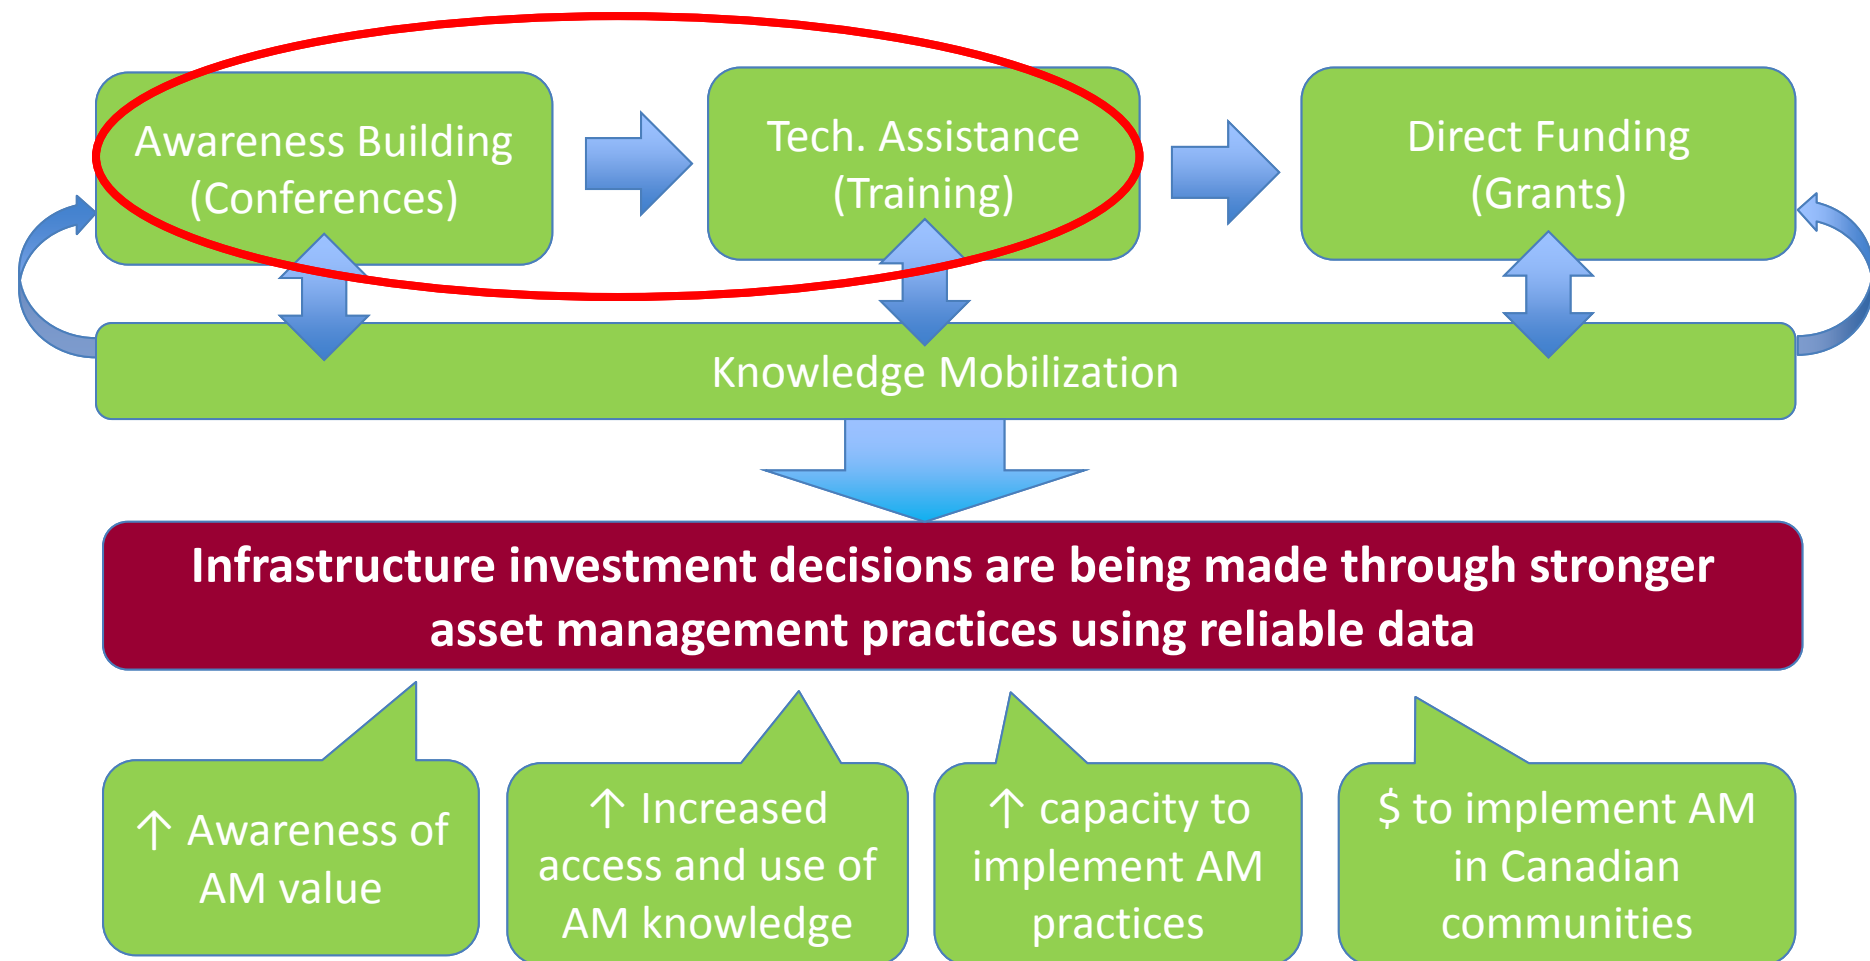 Awareness Building
(Conferences)
Tech. Assistance
(Training)
Direct Funding
(Grants)
Knowledge Mobilization
Infrastructure investment decisions are being made through stronger
asset management practices using reliable data
↑ Awareness of
AM value
↑ Increased
access and use of
AM knowledge
↑ capacity to
implement AM
practices
$ to implement AM
in Canadian
communities